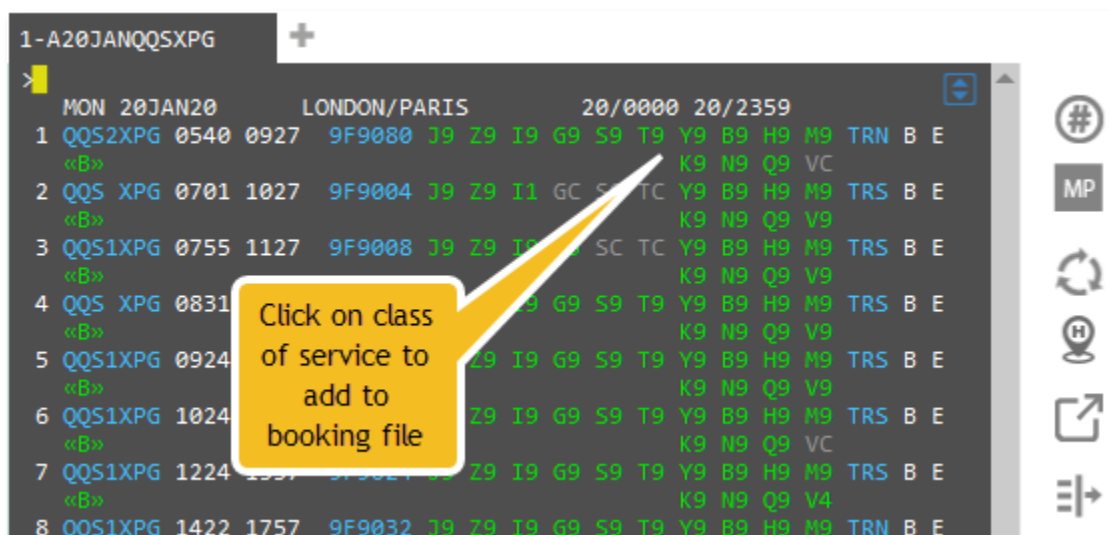 1-A20JANQQSXPG
>
MON 20JAN20 LONDON/PARIS 20/0000 20/2359
1 QQS2XPG 0540 0927 9F9080 J9 Z9 I9 G9 S9 T9 Y9 B9 H9 M9 TRN B E
«B» K9 N9 Q9 VC
2 QQS XPG 0701 1027 9F9004 J9 Z9 I1 GC TC Y9 B9 H9 M9 TRS B E
«B» K9 N9 Q9 V9
3 QQS1XPG 0755 1127 9F9008 J9 Z9 SC TC Y9 B9 H9 M9 TRS B E
«B» K9 N9 Q9 V9
4 QQS XPG 0831 G9 S9 T9 Y9 B9 H9 M9 TRS B E
«B» K9 N9 Q9 V9
5 QQS1XPG 0924 Z9 I9 G9 S9 T9 Y9 B9 H9 M9 TRS B E
«B» K9 N9 Q9 V9
6 QQS1XPG 1024 Z9 I9 G9 S9 T9 Y9 B9 H9 M9 TRS B E
«B» K9 N9 Q9 VC
7 QQS1XPG 1224 Z9 I9 G9 S9 T9 Y9 B9 H9 M9 TRS B E
«B» K9 N9 Q9 V4
8 QQS1XPG 1422 1757 9F9032 J9 Z9 I9 G9 S9 T9 Y9 B9 H9 M9 TRN B E
Click on class
of service to
add to
booking file
#
MP
H